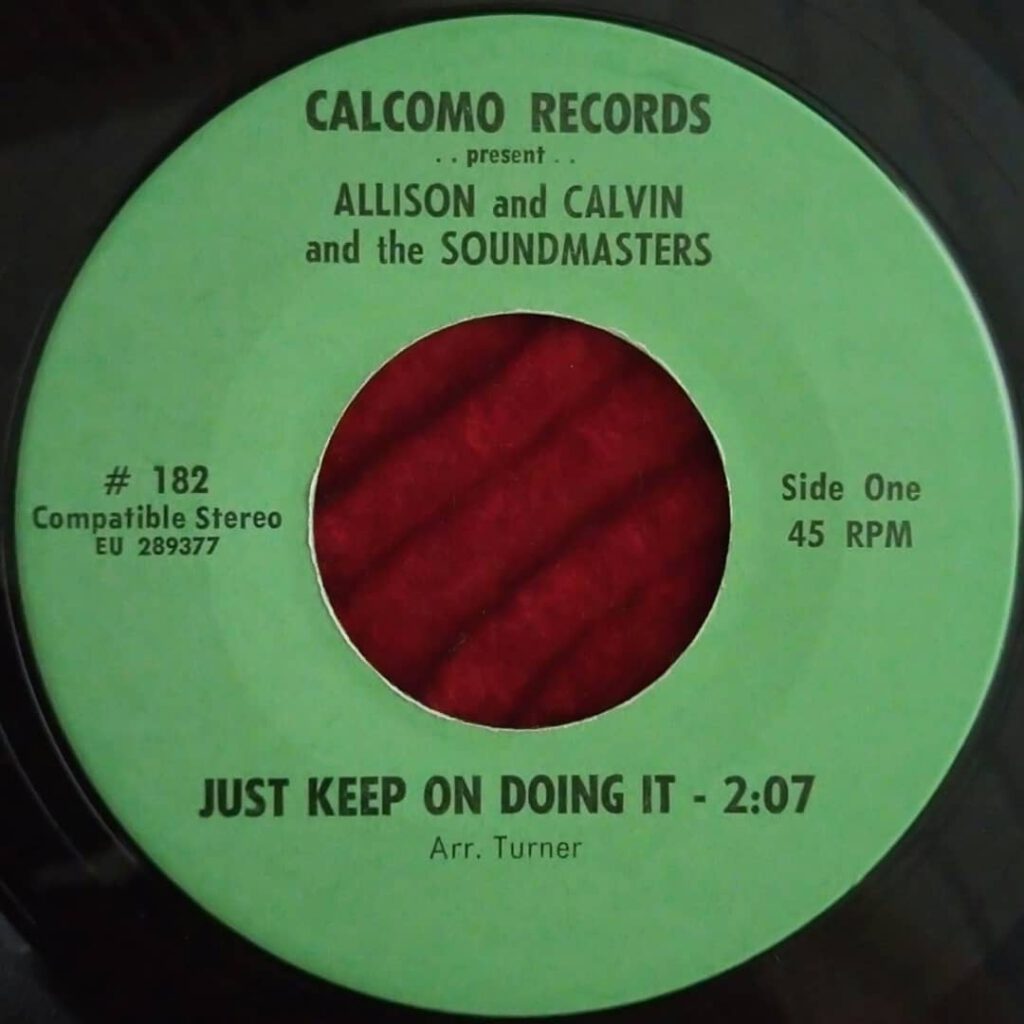 CALCOMO RECORDS
. . present . .
ALLISON and CALVIN
and the SOUNDMASTERS
# 182
Compatible Stereo
EU 289377
Side One
45 RPM
JUST KEEP ON DOING IT - 2:07
Arr. Turner